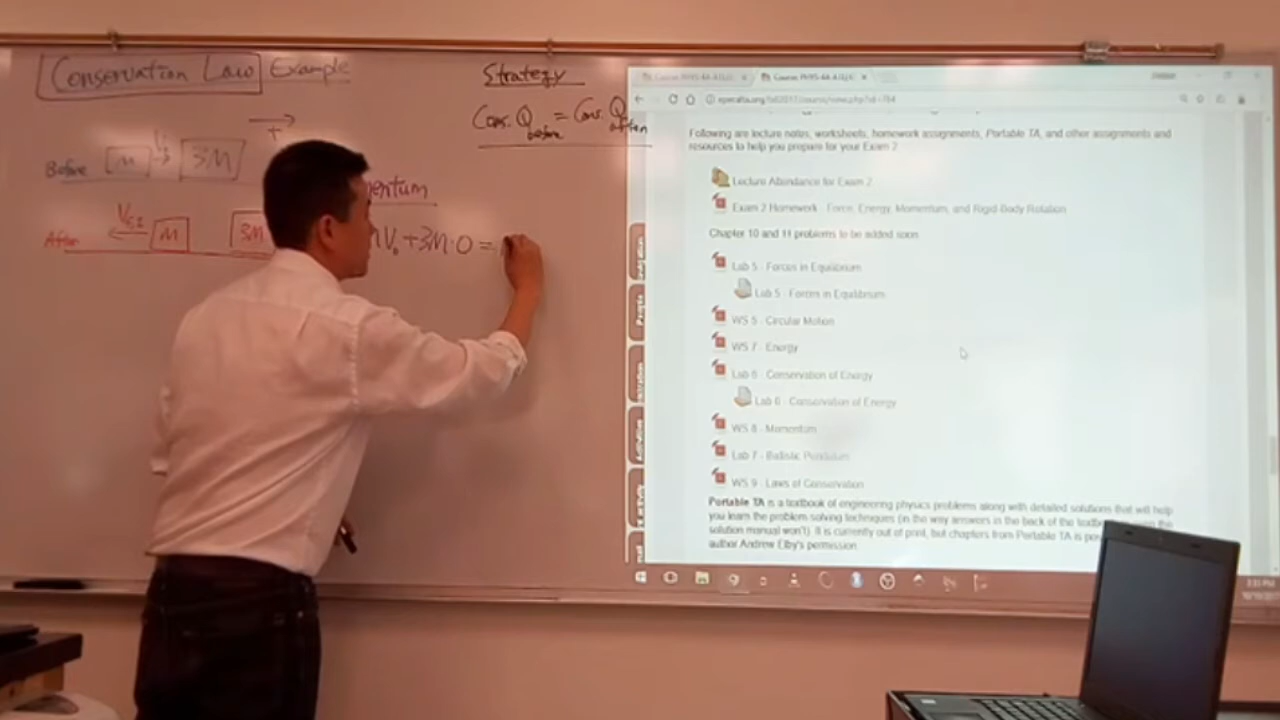 Conservation Law Example
Strategy
Cons. Q before = Cons. Q after
+
Before M V₀ 3M
After V M 3M
entum
V₀ + 3M·0 =
Following are lecture notes, worksheets, homework assignments, Portable TA, and other assignments and
resources to help you prepare for your Exam 2
Lecture Attendance for Exam 2
Exam 2 Homework - Force, Energy, Momentum, and Rigid-Body Rotation
Chapter 10 and 11 problems to be added soon
Lab 5 - Forces in Equilibrium
Lab 5 - Forces in Equilibrium
WS 5 - Circular Motion
WS 7 - Energy
Lab 6 - Conservation of Energy
Lab 6 - Conservation of Energy
WS 8 - Momentum
Lab 7 - Ballistic Pendulum
WS 9 - Laws of Conservation
Portable TA is a textbook of engineering physics problems along with detailed solutions that will help
you learn the problem solving techniques (in the way answers in the back of the
solution manual won't). It is currently out of print, but chapters from Portable TA is
author Andrew Elby's permission